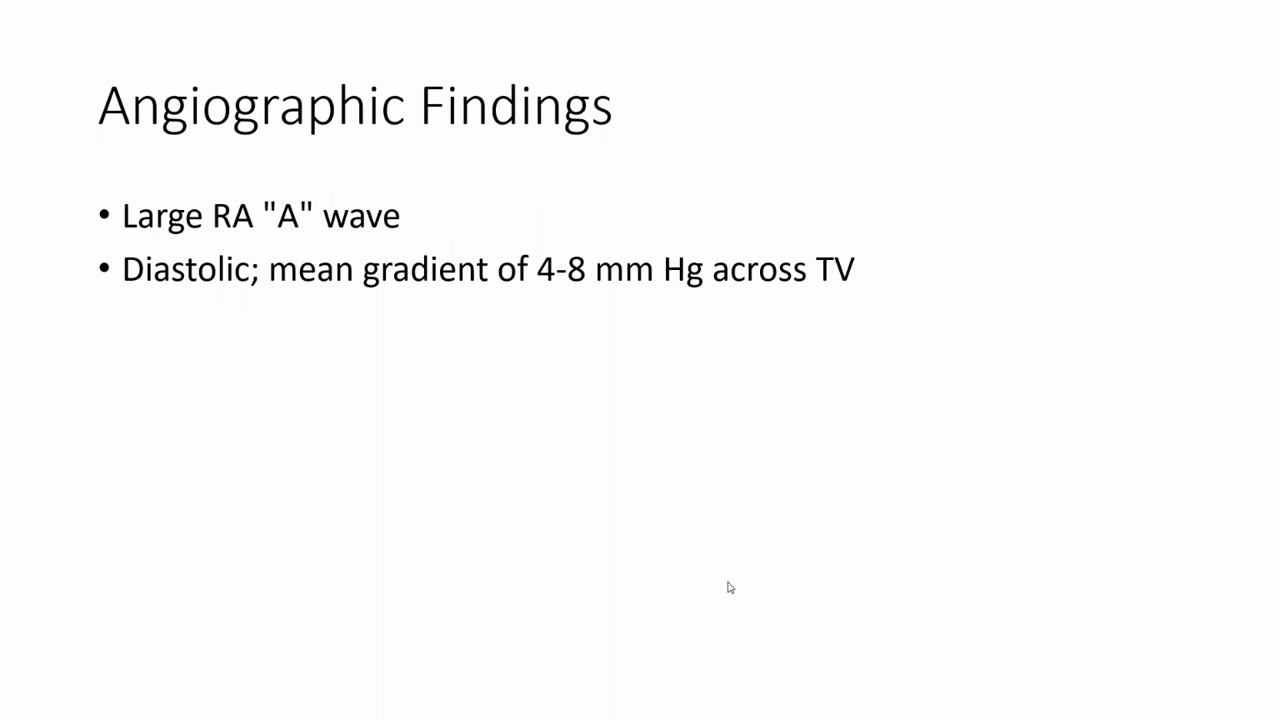 Angiographic Findings
• Large RA "A" wave
• Diastolic; mean gradient of 4-8 mm Hg across TV